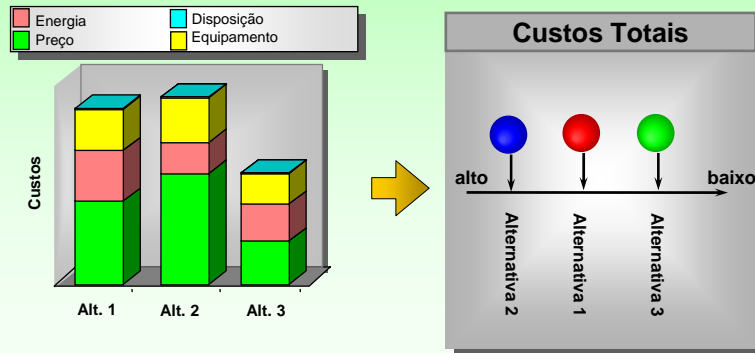 Energia
Disposição
Preço
Equipamento
Custos
Alt. 1
Alt. 2
Alt. 3
Custos Totais
alto
baixo
Alternativa 2
Alternativa 1
Alternativa 3